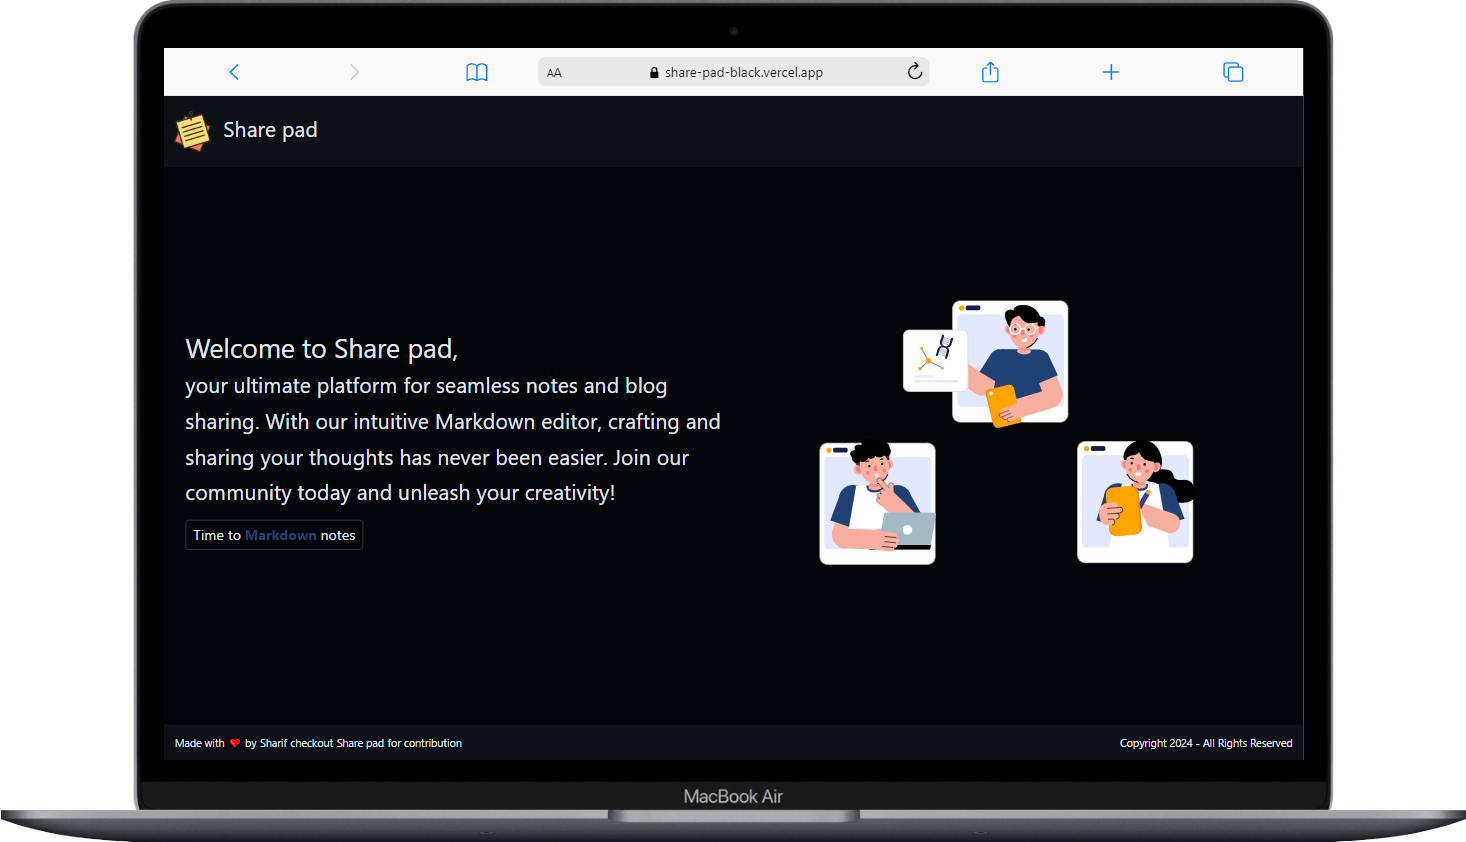 AA share-pad-black.vercel.app
Share pad
Welcome to Share pad,
your ultimate platform for seamless notes and blog
sharing. With our intuitive Markdown editor, crafting and
sharing your thoughts has never been easier. Join our
community today and unleash your creativity!
Time to Markdown notes
Made with ❤ by Sharif checkout Share pad for contribution
Copyright 2024 - All Rights Reserved
MacBook Air